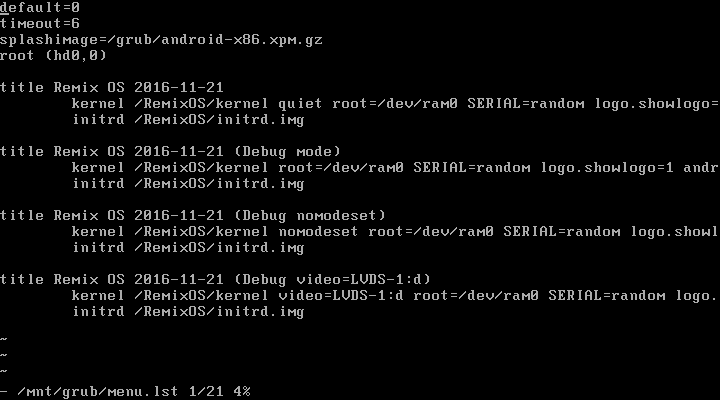 default=0
timeout=6
splashimage=/grub/android-x86.xpm.gz
root (hd0,0)
title Remix OS 2016-11-21
kernel /RemixOS/kernel quiet root=/dev/ram0 SERIAL=random logo.showlogo=
initrd /RemixOS/initrd.img
title Remix OS 2016-11-21 (Debug mode)
kernel /RemixOS/kernel root=/dev/ram0 SERIAL=random logo.showlogo=1 andr
initrd /RemixOS/initrd.img
title Remix OS 2016-11-21 (Debug nomodeset)
kernel /RemixOS/kernel nomodeset root=/dev/ram0 SERIAL=random logo.showl
initrd /RemixOS/initrd.img
title Remix OS 2016-11-21 (Debug video=LVDS-1:d)
kernel /RemixOS/kernel video=LVDS-1:d root=/dev/ram0 SERIAL=random logo.
initrd /RemixOS/initrd.img
~
~
~
- /mnt/grub/menu.lst 1/21 4%